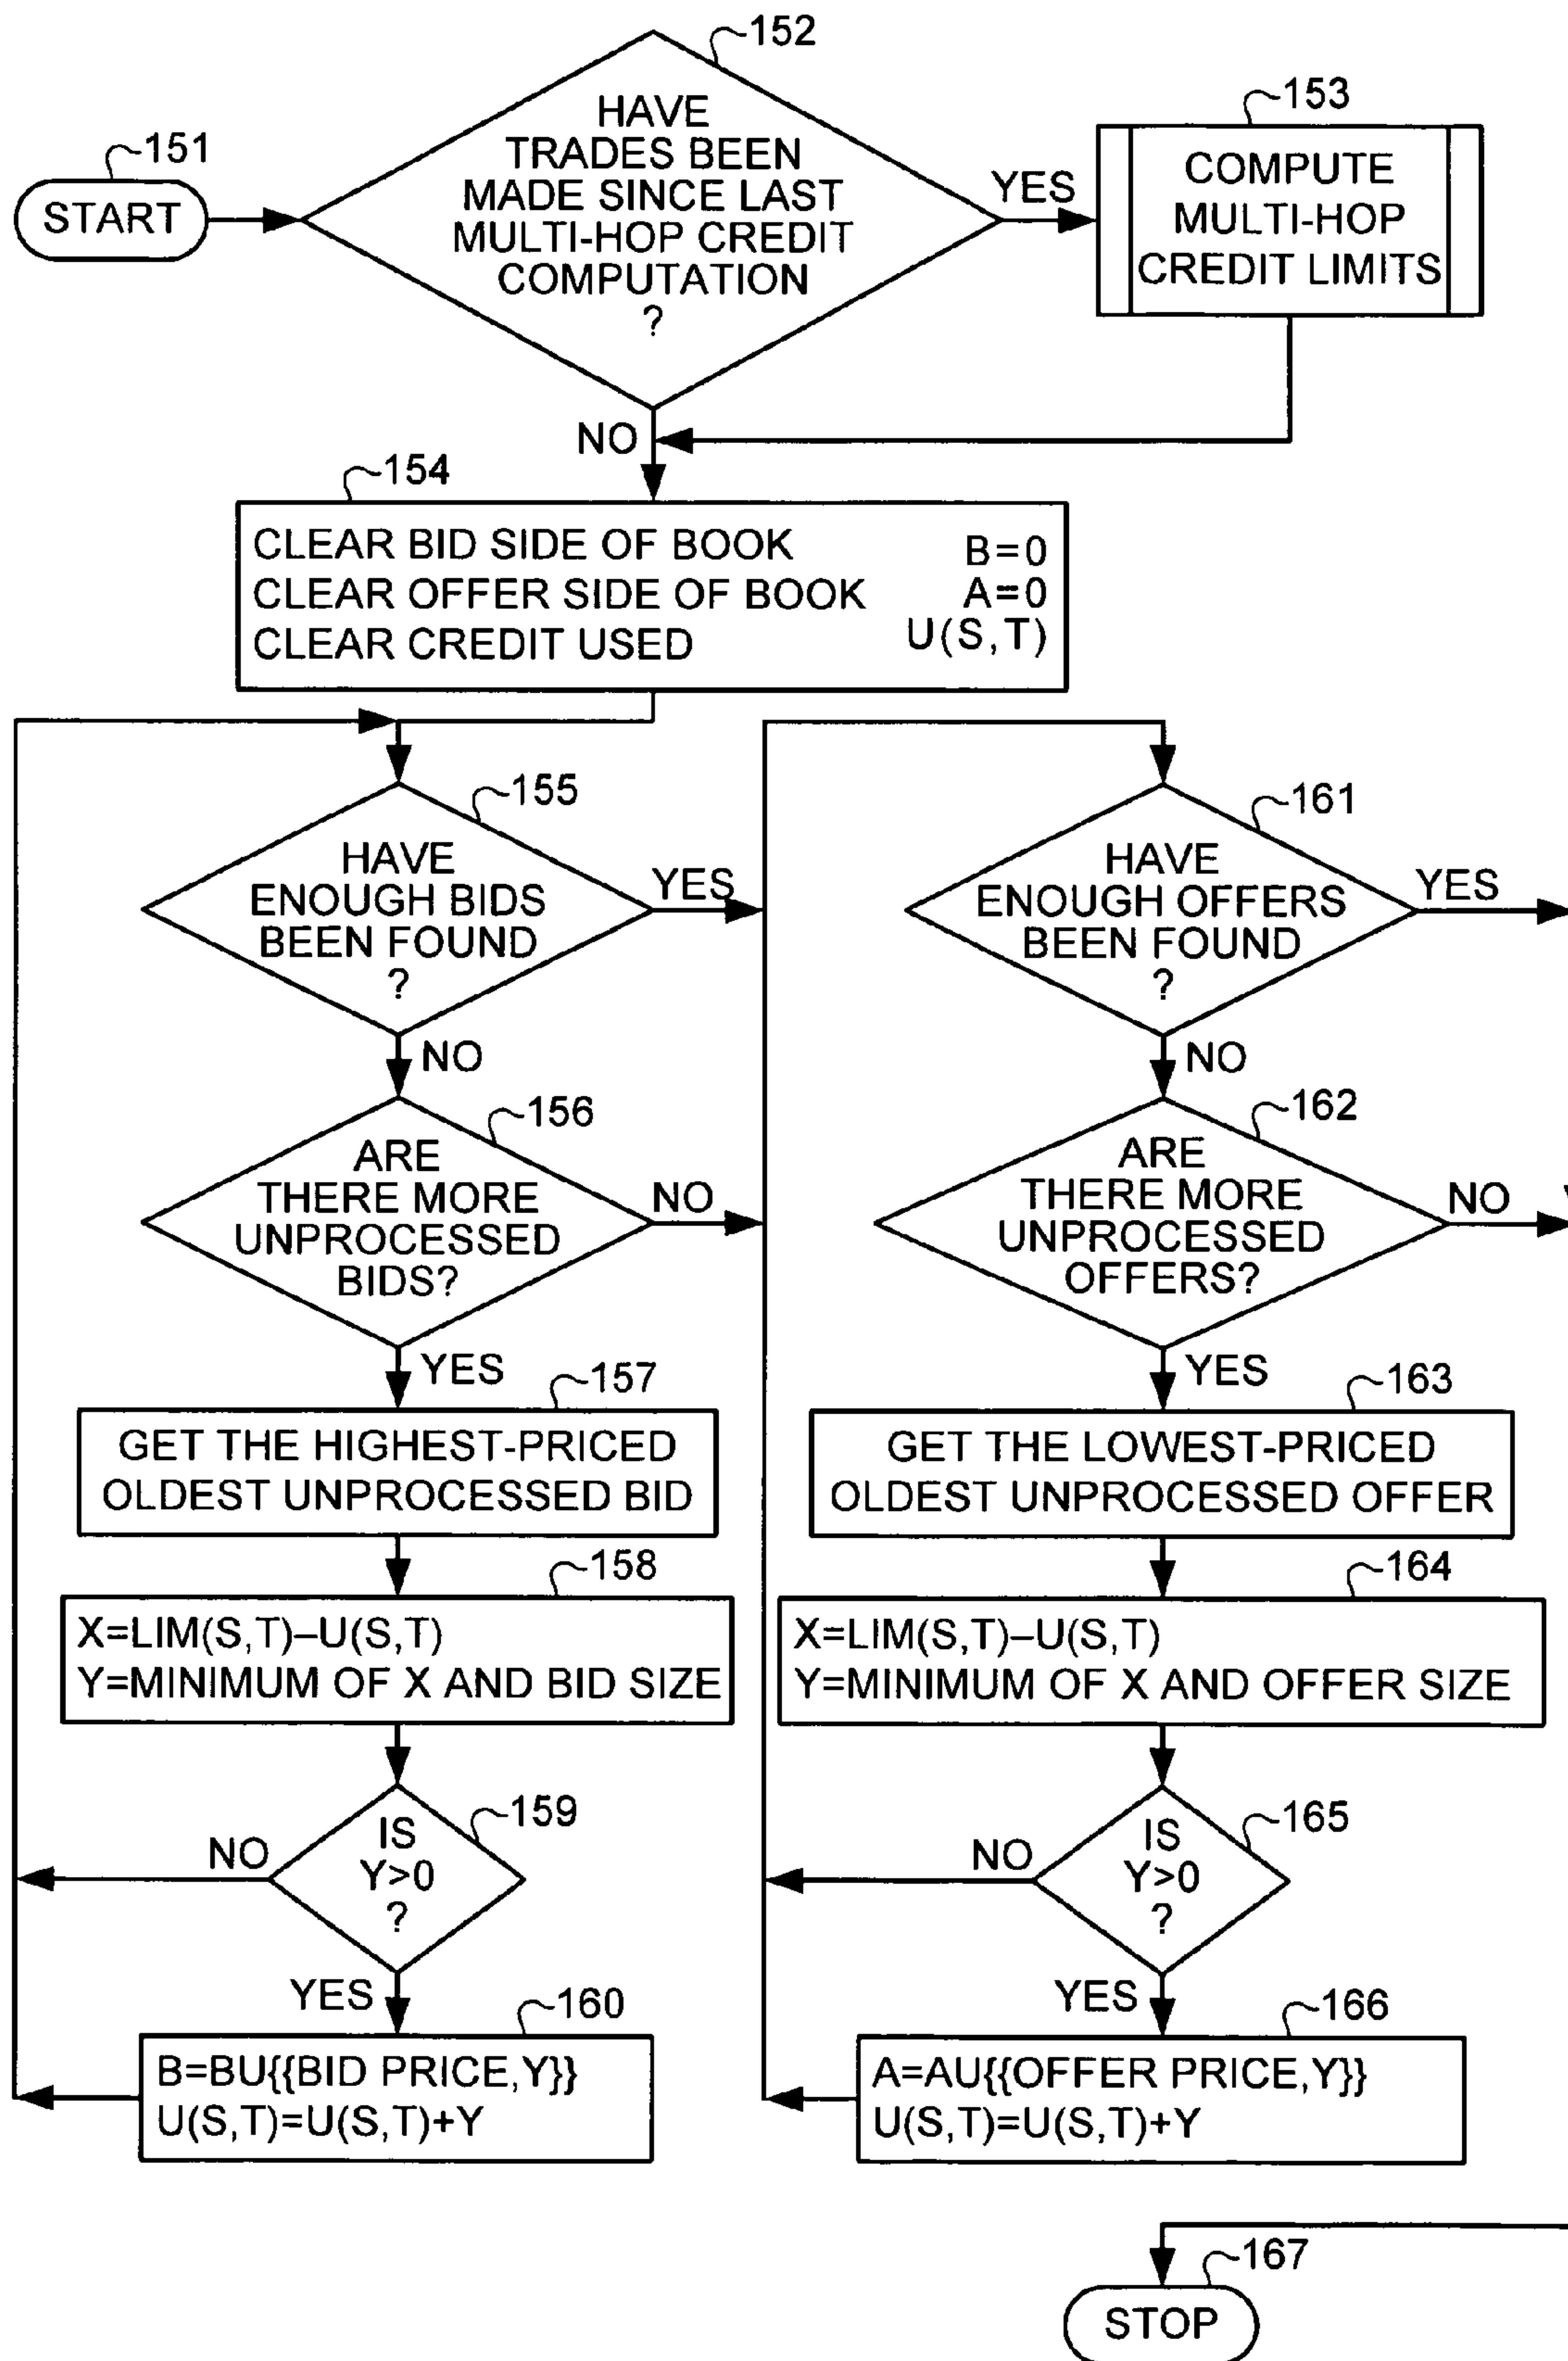 152
HAVE
TRADES BEEN
MADE SINCE LAST
MULTI-HOP CREDIT
COMPUTATION
?
151
START
YES
153
COMPUTE
MULTI-HOP
CREDIT LIMITS
NO
154
CLEAR BID SIDE OF BOOK B=0
CLEAR OFFER SIDE OF BOOK A=0
CLEAR CREDIT USED U(S,T)
155
HAVE
ENOUGH BIDS
BEEN FOUND
?
YES
NO
156
ARE
THERE MORE
UNPROCESSED
BIDS?
NO
YES
157
GET THE HIGHEST-PRICED
OLDEST UNPROCESSED BID
158
X=LIM(S,T)–U(S,T)
Y=MINIMUM OF X AND BID SIZE
159
IS
Y>0
?
NO
YES
160
B=BU{{BID PRICE,Y}}
U(S,T)=U(S,T)+Y
161
HAVE
ENOUGH OFFERS
BEEN FOUND
?
YES
NO
162
ARE
THERE MORE
UNPROCESSED
OFFERS?
NO
YES
163
GET THE LOWEST-PRICED
OLDEST UNPROCESSED OFFER
164
X=LIM(S,T)–U(S,T)
Y=MINIMUM OF X AND OFFER SIZE
165
IS
Y>0
?
NO
YES
166
A=AU{{OFFER PRICE,Y}}
U(S,T)=U(S,T)+Y
167
STOP